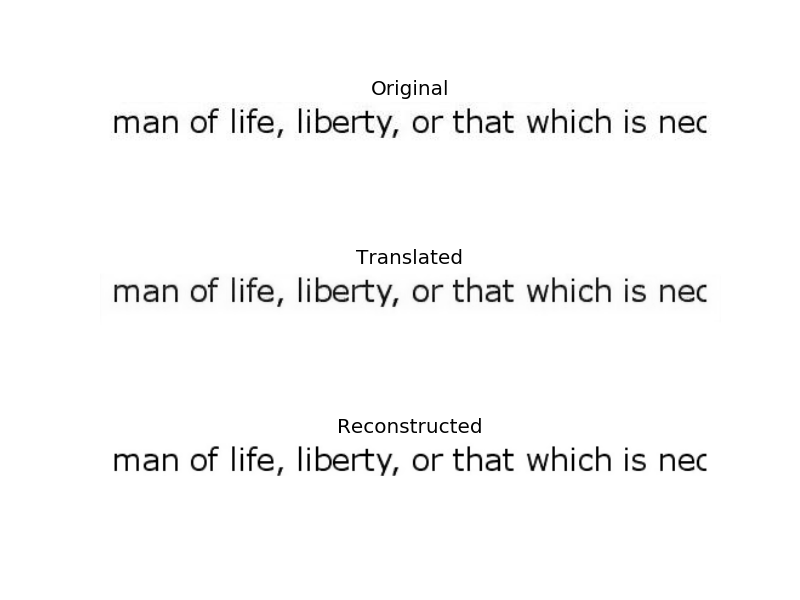 Original
man of life, liberty, or that which is nec
Translated
man of life, liberty, or that which is nec
Reconstructed
man of life, liberty, or that which is nec